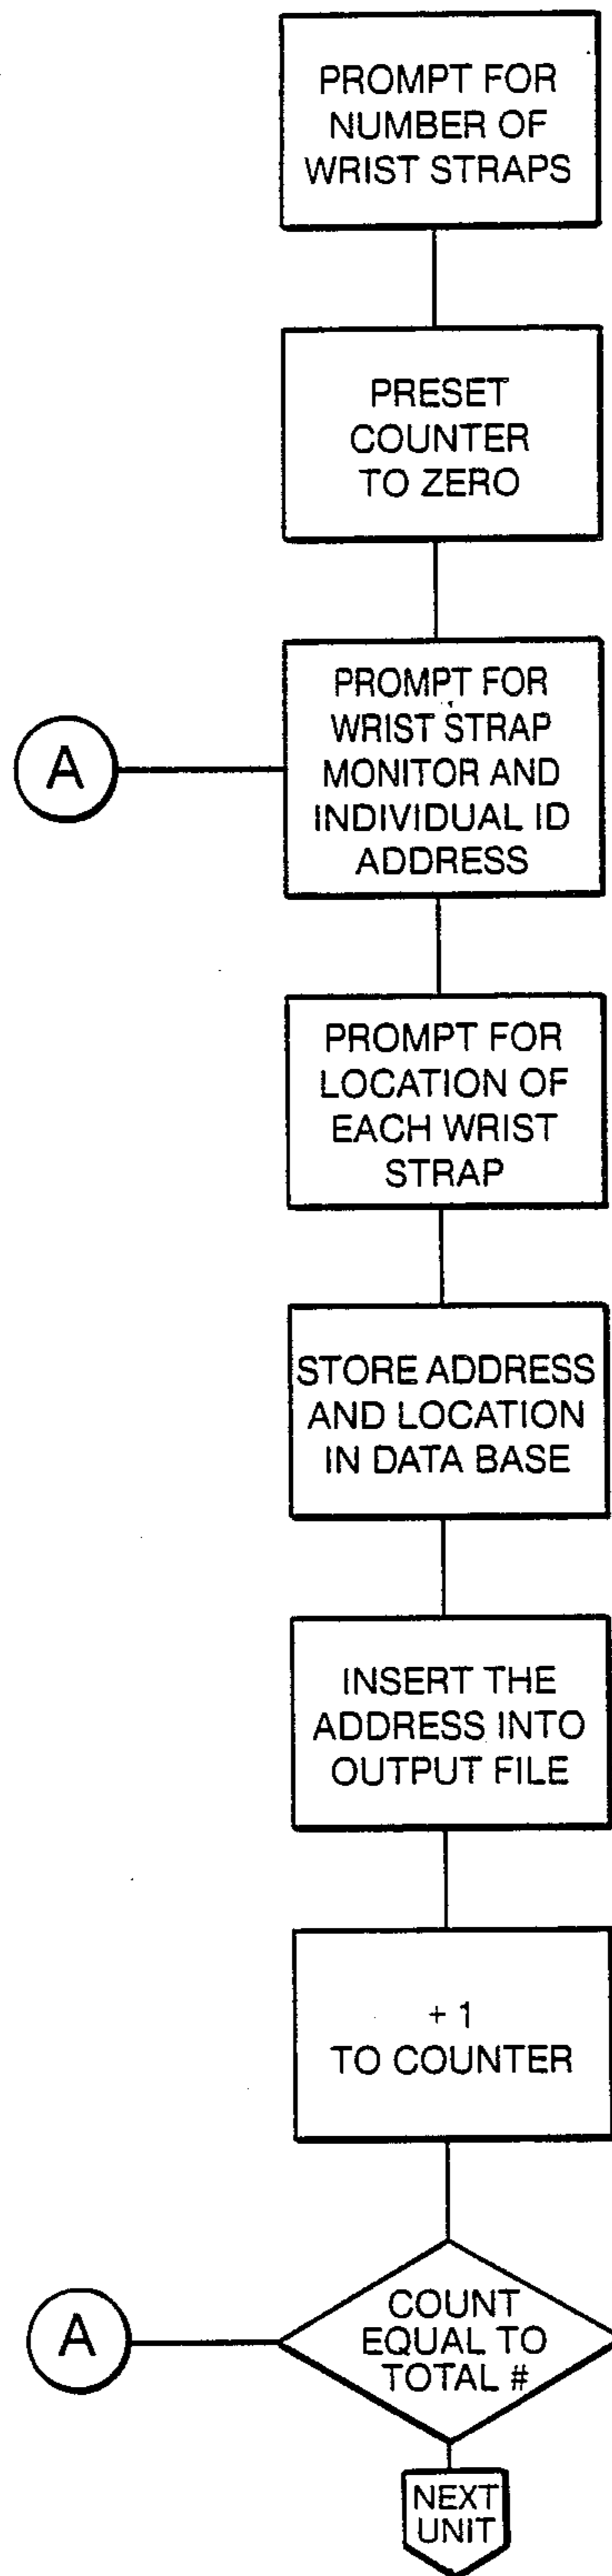 PROMPT FOR
NUMBER OF
WRIST STRAPS
PRESET
COUNTER
TO ZERO
A
PROMPT FOR
WRIST STRAP
MONITOR AND
INDIVIDUAL ID
ADDRESS
PROMPT FOR
LOCATION OF
EACH WRIST
STRAP
STORE ADDRESS
AND LOCATION
IN DATA BASE
INSERT THE
ADDRESS INTO
OUTPUT FILE
+ 1
TO COUNTER
A
COUNT
EQUAL TO
TOTAL #
NEXT
UNIT